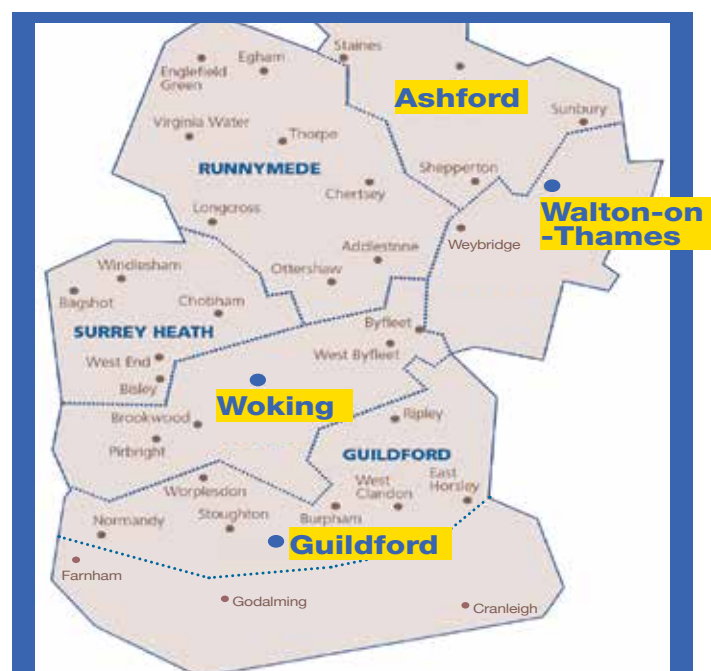 Staines
Egham
Englefield
Green
Ashford
Sunbury
Virginia Water
Thorpe
RUNNYMEDE
Shepperton
Chertsey
Longcross
Walton-on
-Thames
Weybridge
Addlestone
Ottershaw
Windlesham
Bagshot
Chobham
SURREY HEATH
Byfleet
West Byfleet
West End
Bisley
Woking
Brookwood
Ripley
Pirbright
GUILDFORD
Worplesdon
West
Clandon
East
Horsley
Normandy
Stoughton
Burpham
Guildford
Farnham
Godalming
Cranleigh